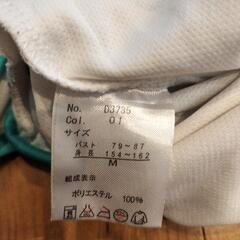 No. D3735
Col. 01
サイズ
バスト 79~87
身長 154~162
M
組成表示
ポリエステル 100%